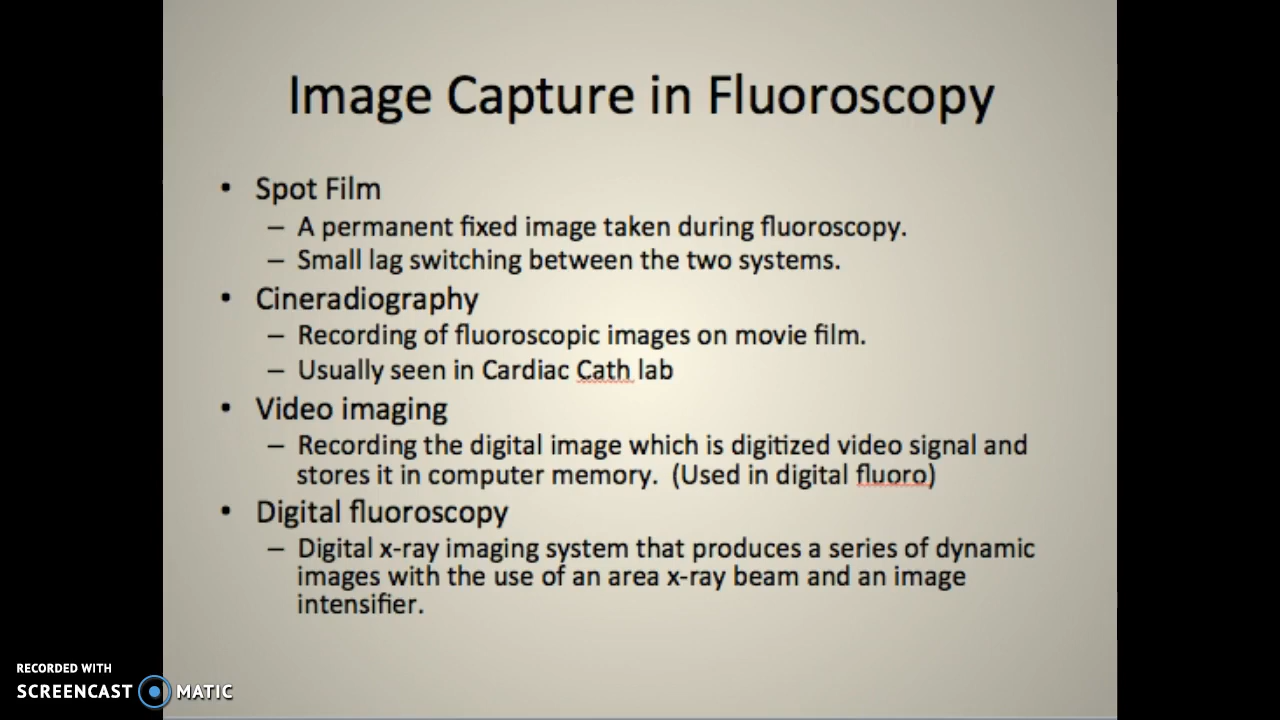 Image Capture in Fluoroscopy
• Spot Film
– A permanent fixed image taken during fluoroscopy.
– Small lag switching between the two systems.
• Cineradiography
– Recording of fluoroscopic images on movie film.
– Usually seen in Cardiac Cath lab
• Video imaging
– Recording the digital image which is digitized video signal and
stores it in computer memory.  (Used in digital fluoro)
• Digital fluoroscopy
– Digital x-ray imaging system that produces a series of dynamic
images with the use of an area x-ray beam and an image
intensifier.
RECORDED WITH
SCREENCAST MATIC